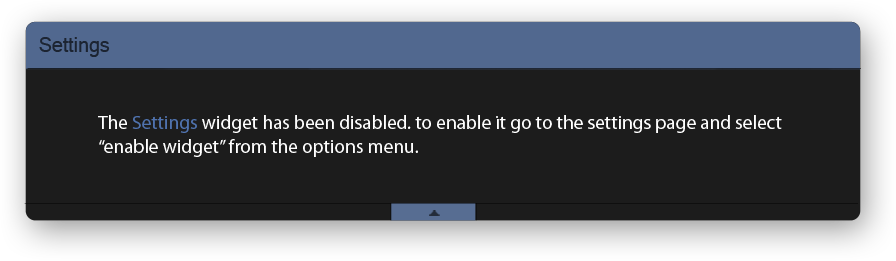 Settings
The Settings widget has been disabled. to enable it go to the settings page and select
“enable widget” from the options menu.